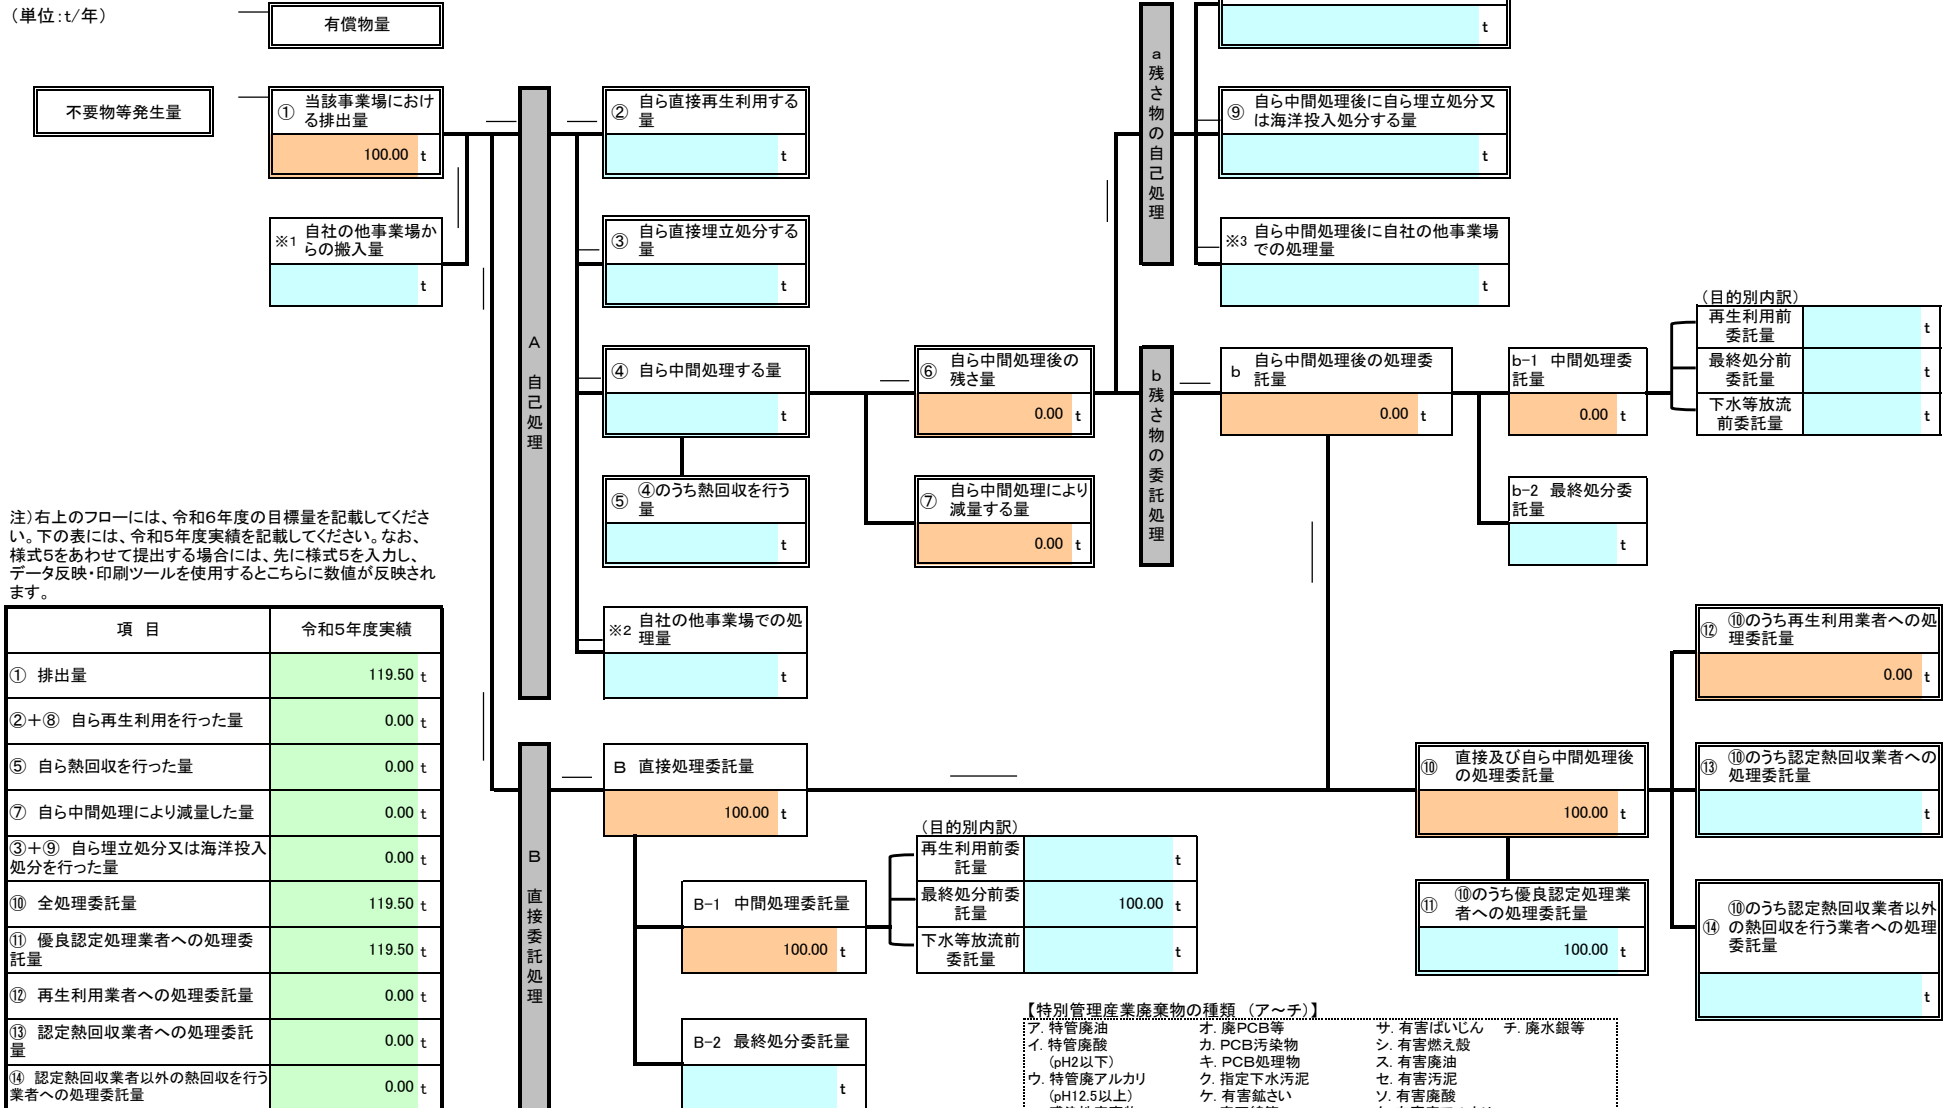 （単位：t/年）
有償物量
t
不要物等発生量
① 当該事業場におけ
る排出量
100.00 t
※1 自社の他事業場か
らの搬入量
t
A 自己処理
② 自ら直接再生利用する
量
t
③ 自ら直接埋立処分する
量
t
④ 自ら中間処理する量
t
⑤ ④のうち熱回収を行う
量
t
※2 自社の他事業場での処
理量
t
⑥ 自ら中間処理後の
残さ量
0.00 t
⑦ 自ら中間処理により
減量する量
0.00 t
a 残さ物の自己処理
⑨ 自ら中間処理後に自ら埋立処分又
は海洋投入処分する量
t
※3 自ら中間処理後に自社の他事業場
での処理量
t
b 残さ物の委託処理
b 自ら中間処理後の処理委
託量
0.00 t
b-1 中間処理委
託量
0.00 t
b-2 最終処分委
託量
t
（目的別内訳）
再生利用前
委託量
t
最終処分前
委託量
t
下水等放流
前委託量
t
注）右上のフローには、令和６年度の目標量を記載してくださ
い。下の表には、令和５年度実績を記載してください。なお、
様式５をあわせて提出する場合には、先に様式５を入力し、
データ反映・印刷ツールを使用するとこちらに数値が反映され
ます。
項 目 令和５年度実績
① 排出量 119.50 t
②＋⑧ 自ら再生利用を行った量 0.00 t
⑤ 自ら熱回収を行った量 0.00 t
⑦ 自ら中間処理により減量した量 0.00 t
③＋⑨ 自ら埋立処分又は海洋投入
処分を行った量 0.00 t
⑩ 全処理委託量 119.50 t
⑪ 優良認定処理業者への処理委
託量 119.50 t
⑫ 再生利用業者への処理委託量 0.00 t
⑬ 認定熱回収業者への処理委託
量 0.00 t
⑭ 認定熱回収業者以外の熱回収を行う
業者への処理委託量 0.00 t
B 直接委託処理
B 直接処理委託量
100.00 t
B-1 中間処理委託量
100.00 t
B-2 最終処分委託量
t
（目的別内訳）
再生利用前委
託量
t
最終処分前委
託量
100.00 t
下水等放流前
委託量
t
⑩ 直接及び自ら中間処理後
の処理委託量
100.00 t
⑪ ⑩のうち優良認定処理業
者への処理委託量
100.00 t
⑫ ⑩のうち再生利用業者への処
理委託量
0.00 t
⑬ ⑩のうち認定熱回収業者への
処理委託量
t
⑭ ⑩のうち認定熱回収業者以外
の熱回収を行う業者への処理
委託量
t
【特別管理産業廃棄物の種類 （ア～チ）】
ア. 特管廃油 オ. 廃PCB等 サ. 有害ばいじん チ. 廃水銀等
イ. 特管廃酸 カ. PCB汚染物 シ. 有害燃え殻
(pH2以下) キ. PCB処理物 ス. 有害廃油
ウ. 特管廃アルカリ ク. 指定下水汚泥 セ. 有害汚泥
(pH12.5以上) ケ. 有害鉱さい ソ. 有害廃酸